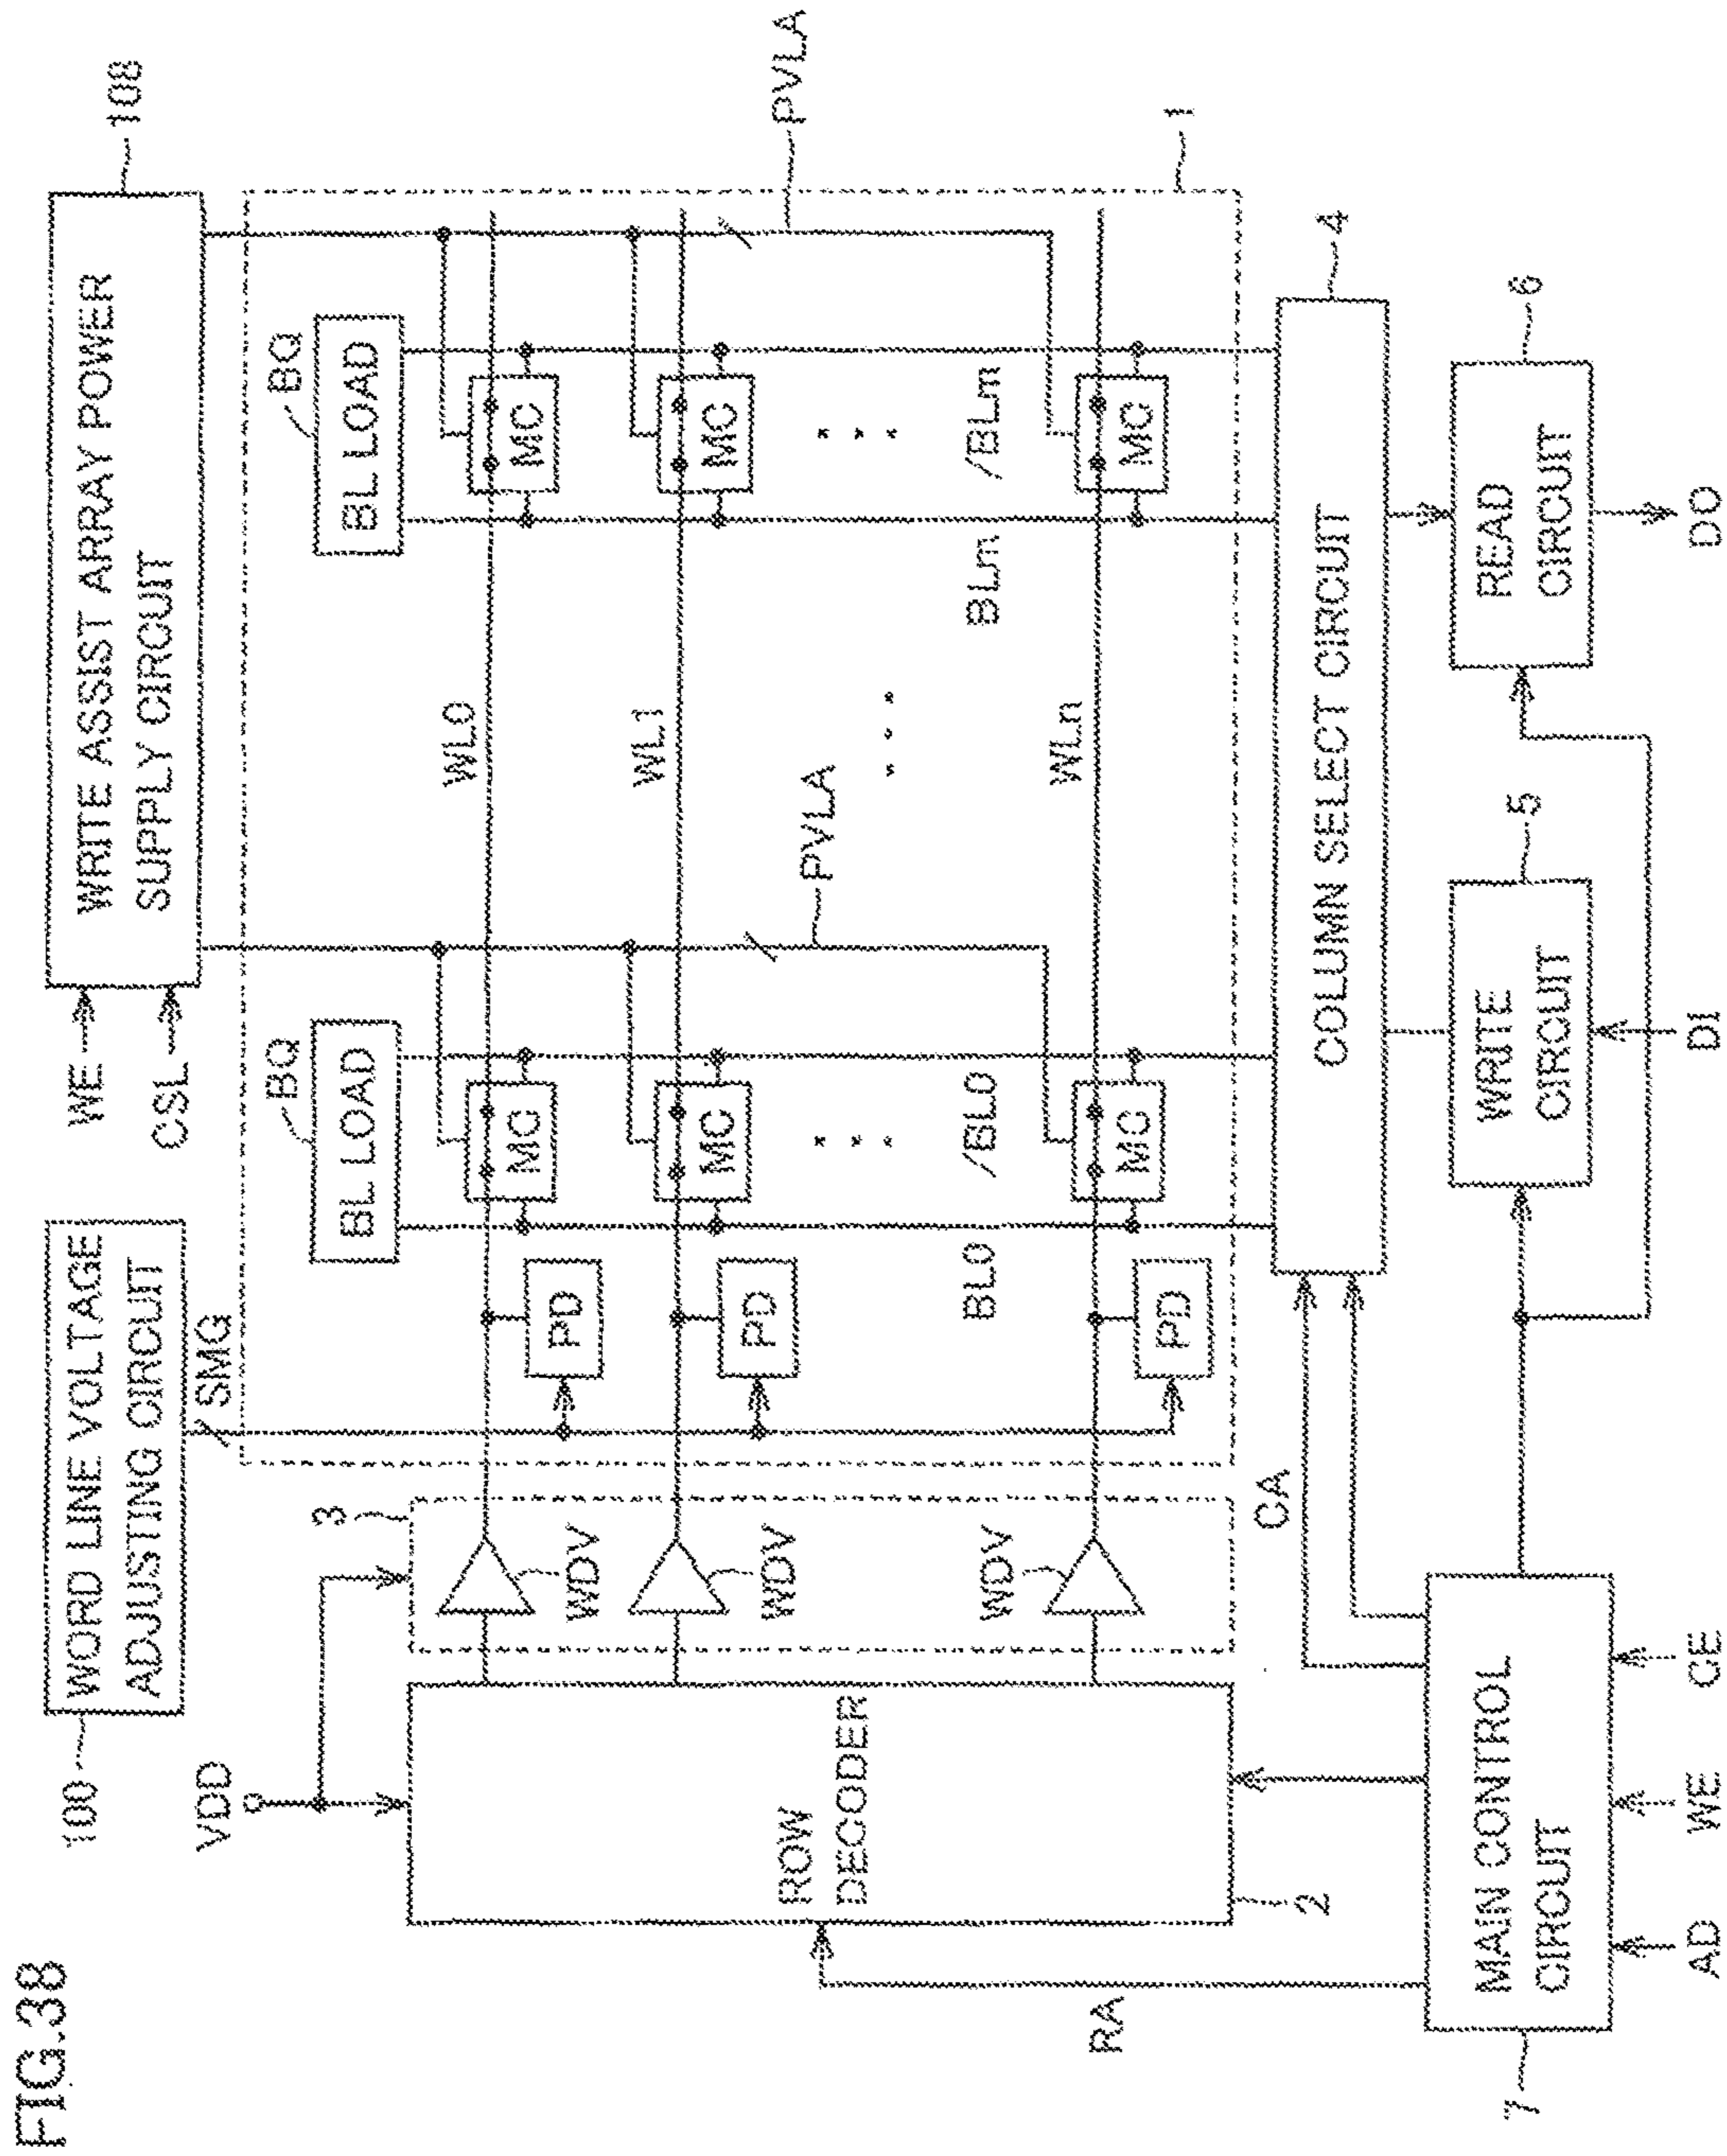 FIG.38
100
WORD LINE VOLTAGE
ADJUSTING CIRCUIT
SMG
WE
CSL
WRITE ASSIST ARRAY POWER
SUPPLY CIRCUIT
108
VDD
3
BQ
BL LOAD
BQ
BL LOAD
PVLA
WDV
WL0
PD
MC
MC
WDV
WL1
PD
MC
MC
ROW
DECODER
PVLA
WDV
WLn
BL0
/BL0
BLm
/BLm
PD
MC
MC
1
RA
2
CA
COLUMN SELECT CIRCUIT
4
7
MAIN CONTROL
CIRCUIT
WRITE
CIRCUIT
5
READ
CIRCUIT
6
AD
WE
CE
DI
DO